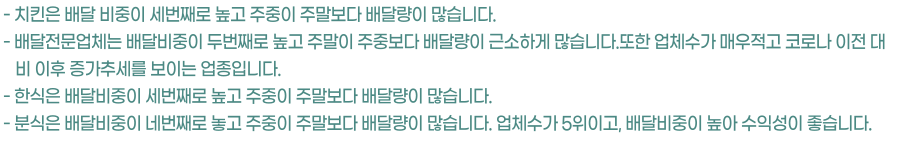 - 치킨은 배달 비중이 세번째로 높고 주중이 주말보다 배달량이 많습니다.
- 배달전문업체는 배달비중이 두번째로 높고 주말이 주중보다 배달량이 근소하게 많습니다.또한 업체수가 매우적고 코로나 이전 대
비 이후 증가추세를 보이는 업종입니다.
- 한식은 배달비중이 세번째로 높고 주중이 주말보다 배달량이 많습니다.
- 분식은 배달비중이 네번째로 놓고 주중이 주말보다 배달량이 많습니다. 업체수가 5위이고, 배달비중이 높아 수익성이 좋습니다.